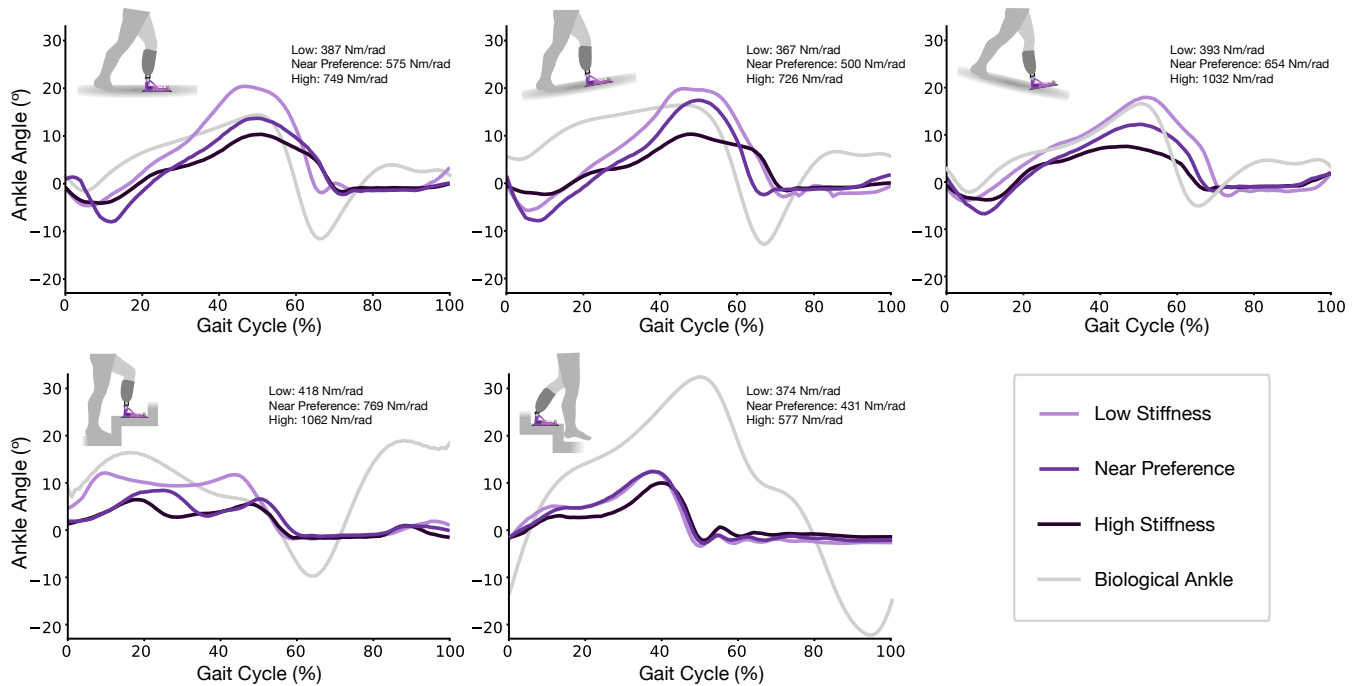 Low: 387 Nm/rad
Near Preference: 575 Nm/rad
High: 749 Nm/rad
Ankle Angle (º)
30
20
10
0
−10
−20
0
20
40
60
80
100
Gait Cycle (%)
Low: 367 Nm/rad
Near Preference: 500 Nm/rad
High: 726 Nm/rad
30
20
10
0
−10
−20
0
20
40
60
80
100
Gait Cycle (%)
Low: 393 Nm/rad
Near Preference: 654 Nm/rad
High: 1032 Nm/rad
30
20
10
0
−10
−20
0
20
40
60
80
100
Gait Cycle (%)
Low: 418 Nm/rad
Near Preference: 769 Nm/rad
High: 1062 Nm/rad
Ankle Angle (º)
30
20
10
0
−10
−20
0
20
40
60
80
100
Gait Cycle (%)
Low: 374 Nm/rad
Near Preference: 431 Nm/rad
High: 577 Nm/rad
30
20
10
0
−10
−20
0
20
40
60
80
100
Gait Cycle (%)
Low Stiffness
Near Preference
High Stiffness
Biological Ankle